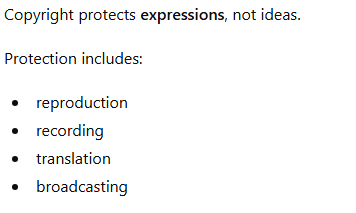 Copyright protects expressions, not ideas.
Protection includes:
• reproduction
• recording
• translation
• broadcasting